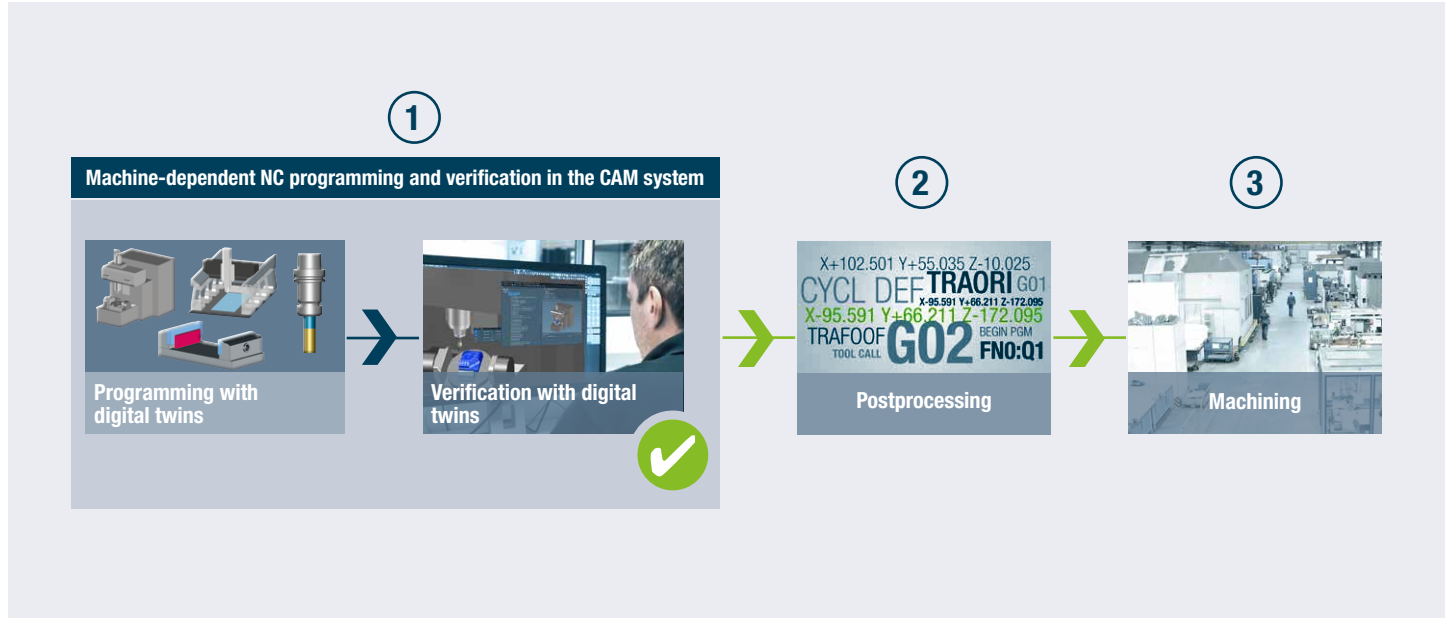 1
Machine-dependent NC programming and verification in the CAM system
Programming with
digital twins
Verification with digital
twins
2
X+102.501 Y+55.035 Z-10.025
CYCL DEF TRAORI G01
X-95.591 Y+66.211 Z-172.095
X-95.591 Y+66.211 Z-172.095
TRAFOOF G02 BEGIN PGM
TOOL CALL FN0:Q1
Postprocessing
3
Machining